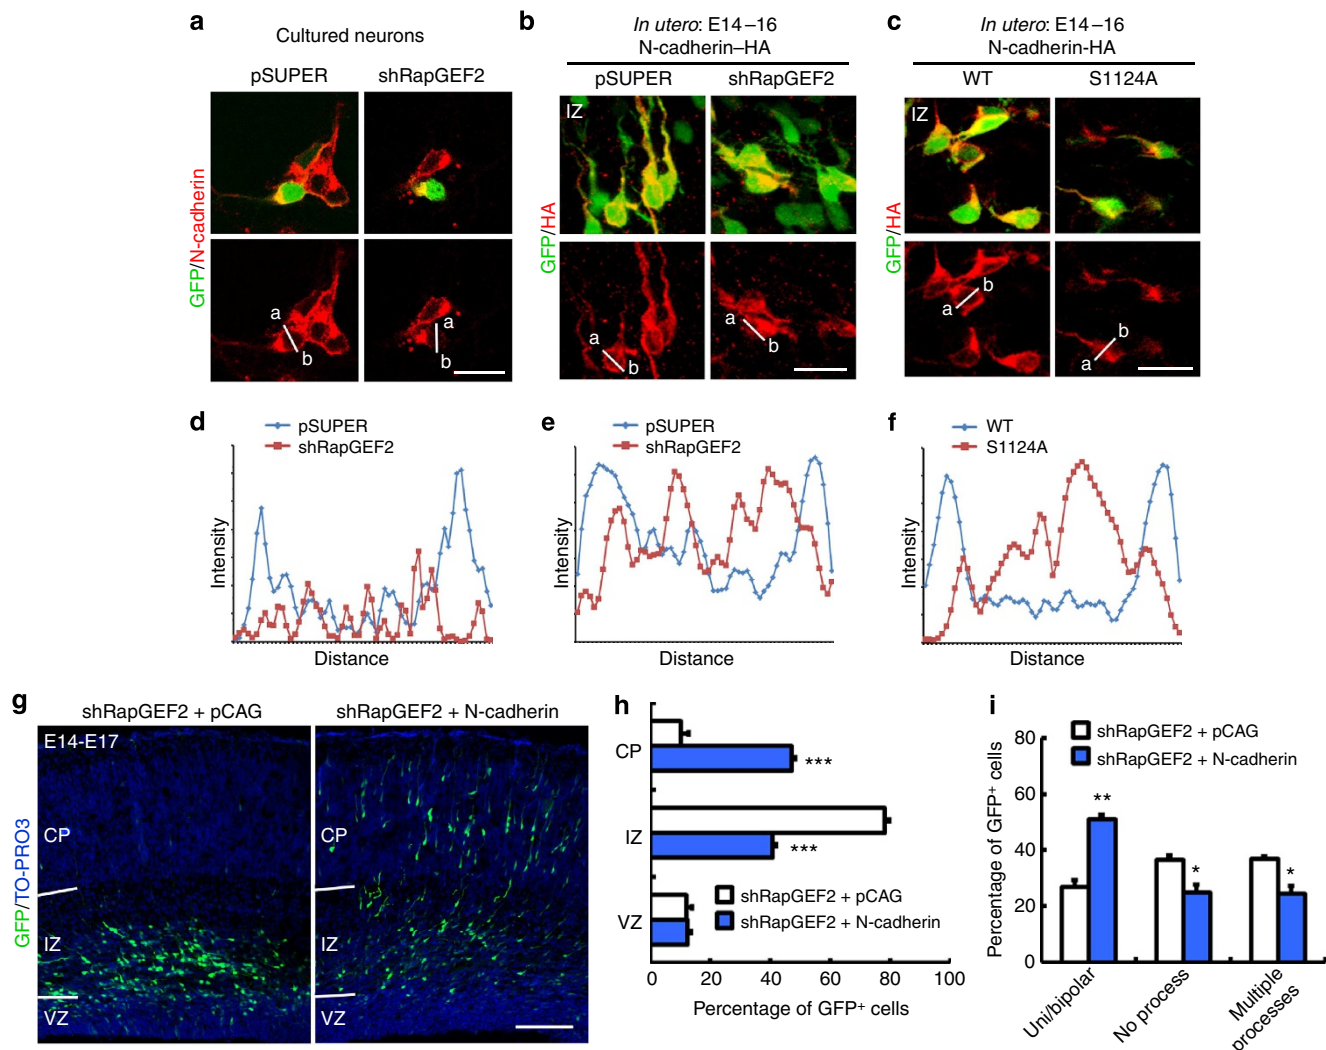 a
Cultured neurons
pSUPER
shRapGEF2
GFP/N-cadherin
a
b
a
b
b
In utero: E14–16
N-cadherin–HA
pSUPER
shRapGEF2
IZ
GFP/HA
a
b
a
b
c
In utero: E14–16
N-cadherin-HA
WT
S1124A
IZ
GFP/HA
a
b
a
b
d
pSUPER
shRapGEF2
Intensity
Distance
e
pSUPER
shRapGEF2
Intensity
Distance
f
WT
S1124A
Intensity
Distance
g
shRapGEF2 + pCAG
shRapGEF2 + N-cadherin
E14-E17
GFP/TO-PRO3
CP
IZ
VZ
CP
IZ
VZ
h
CP
***
IZ
***
VZ
shRapGEF2 + pCAG
shRapGEF2 + N-cadherin
0 20 40 60 80 100
Percentage of GFP⁺ cells
i
shRapGEF2 + pCAG
shRapGEF2 + N-cadherin
Percentage of GFP⁺ cells
80
60
40
20
0
**
*
*
Uni/bipolar
No process
Multiple
processes